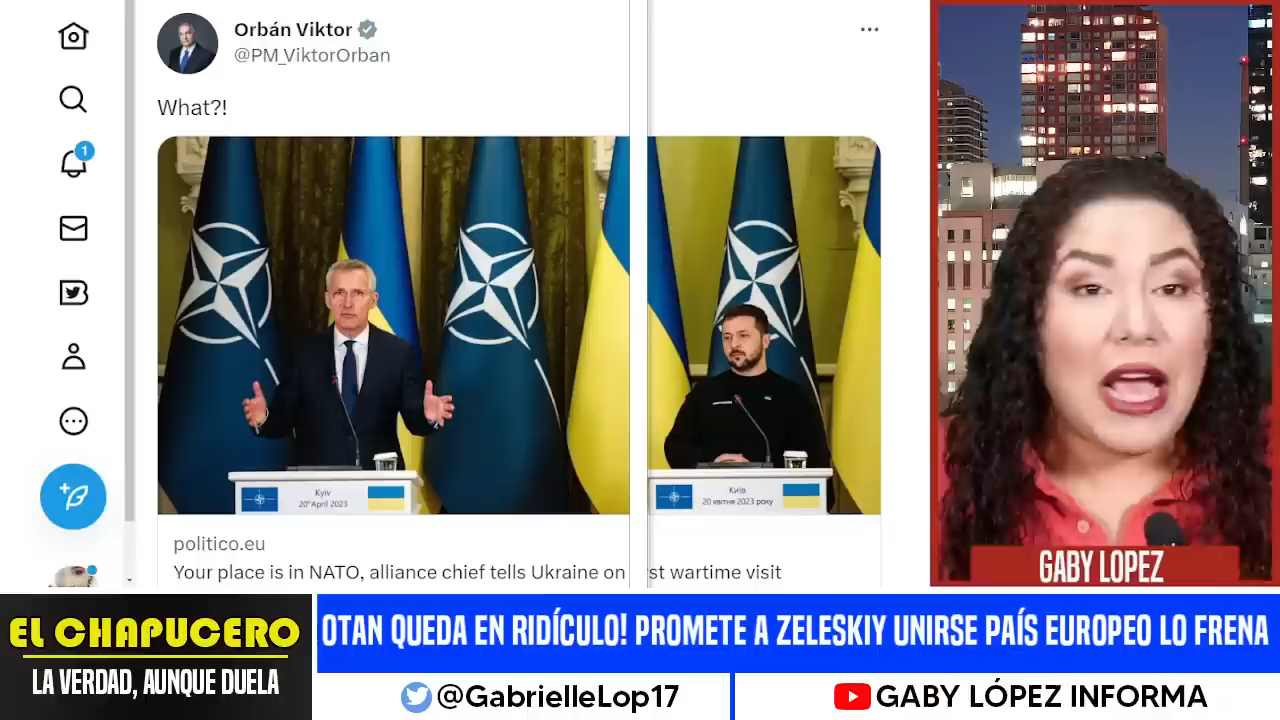 Orbán Viktor
@PM_ViktorOrban
What?!
1
Kyiv
20 April 2023
Київ
20 квітня 2023 року
politico.eu
Your place is in NATO, alliance chief tells Ukraine on st wartime visit
GABY LOPEZ
EL CHAPUCERO
LA VERDAD, AUNQUE DUELA
OTAN QUEDA EN RIDÍCULO! PROMETE A ZELESKIY UNIRSE PAÍS EUROPEO LO FRENA
@GabrielleLop17
GABY LÓPEZ INFORMA